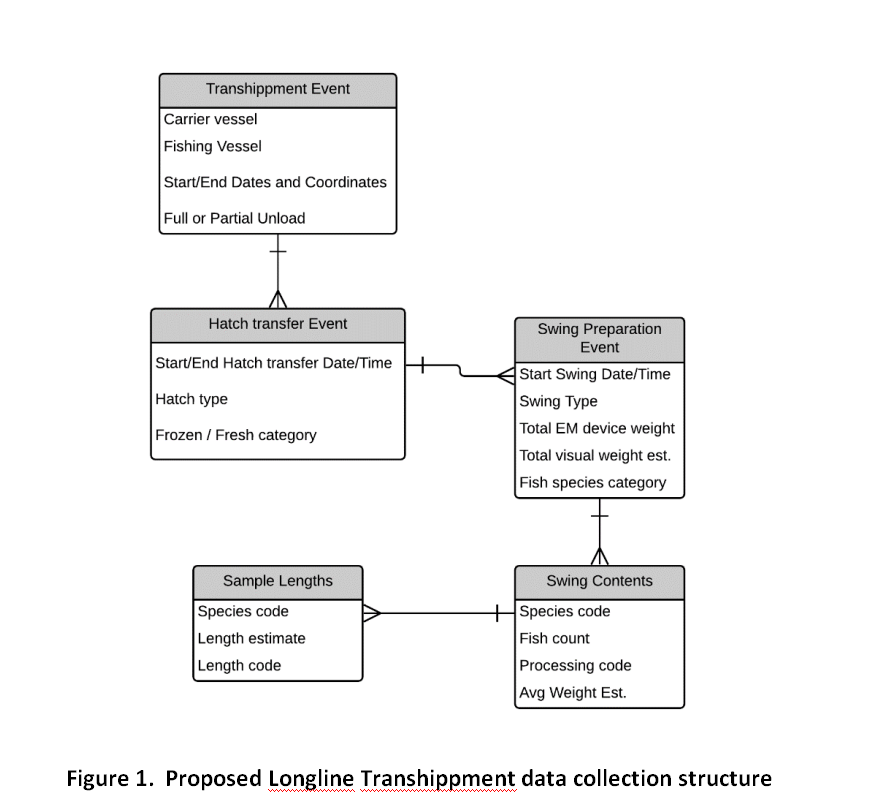 Transhippment Event
Carrier vessel
Fishing Vessel
Start/End Dates and Coordinates
Full or Partial Unload
Hatch transfer Event
Start/End Hatch transfer Date/Time
Hatch type
Frozen / Fresh category
Swing Preparation
Event
Start Swing Date/Time
Swing Type
Total EM device weight
Total visual weight est.
Fish species category
Sample Lengths
Species code
Length estimate
Length code
Swing Contents
Species code
Fish count
Processing code
Avg Weight Est.
Figure 1. Proposed Longline Transhippment data collection structure